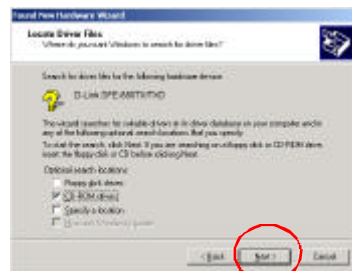 Found New Hardware Wizard
Locate Driver Files
Where do you want Windows to search for driver files?
Search for driver files for the following hardware device:
D-Link DFE-680TX/TXD
The wizard searches for suitable drivers in its driver database on your computer and in
any of the following optional search locations that you specify.
To start the search, click Next. If you are searching on a floppy disk or CD-ROM drive,
insert the floppy disk or CD before clicking Next.
Optional search locations:
Floppy disk drives
CD-ROM drives
Specify a location
< Back
Next >
Cancel